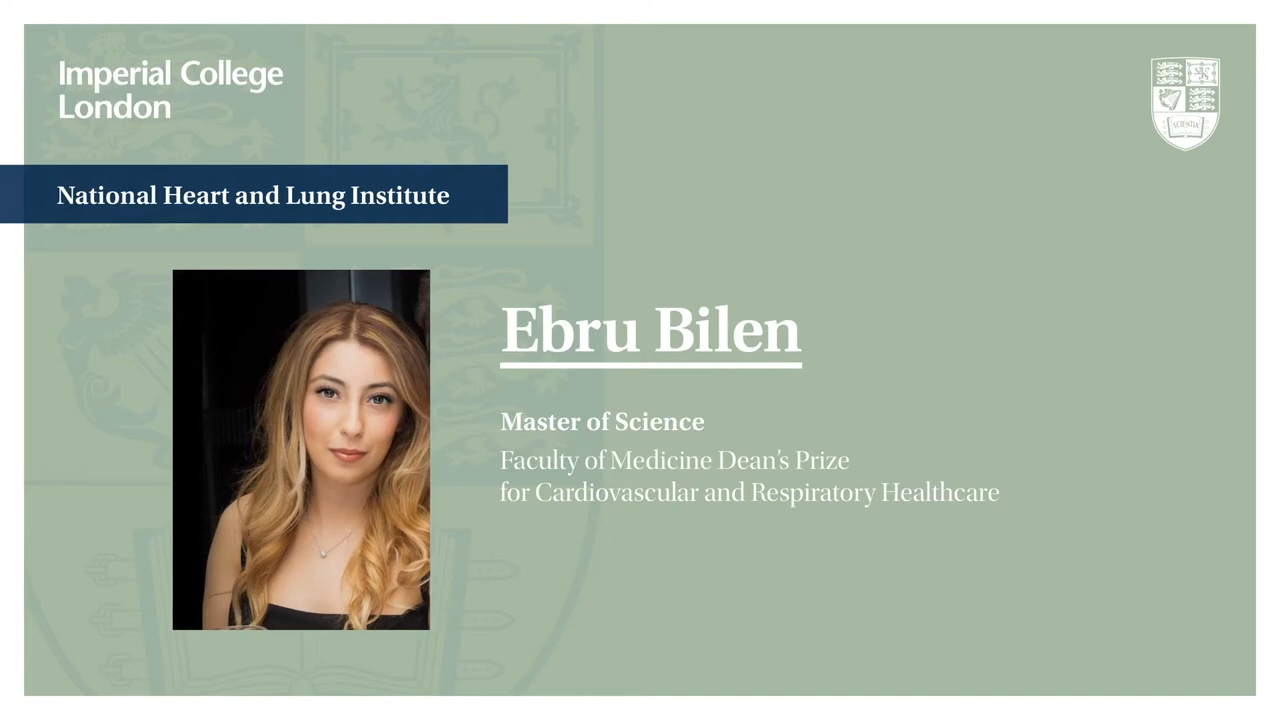 Imperial College
London
National Heart and Lung Institute
Ebru Bilen
Master of Science
Faculty of Medicine Dean's Prize
for Cardiovascular and Respiratory Healthcare
SCIENTIA